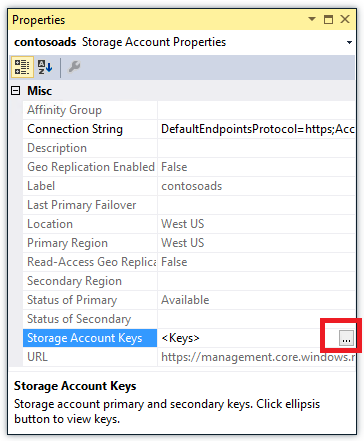 Properties
contosoads Storage Account Properties
Misc
Affinity Group
Connection String DefaultEndpointsProtocol=https;Acc
Description
Geo Replication Enabled False
Label contosoads
Last Primary Failover
Location West US
Primary Region West US
Read-Access Geo Replica False
Secondary Region
Status of Primary Available
Status of Secondary
Storage Account Keys <Keys> ...
URL https://management.core.windows.r
Storage Account Keys
Storage account primary and secondary keys. Click ellipsis
button to view keys.